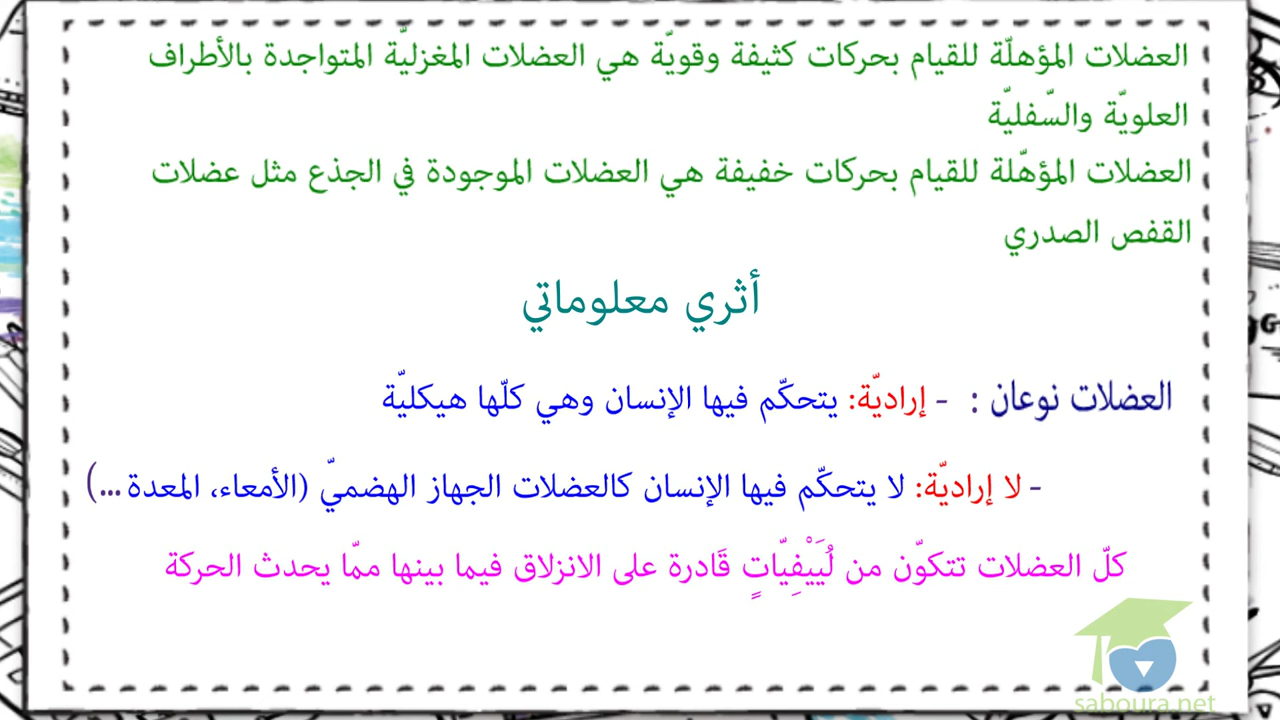 العضلات المؤهلّة للقيام بحركات كثيفة وقويّة هي العضلات المغزليّة المتواجدة بالأطراف
العلويّة والسّفليّة
العضلات المؤهّلة للقيام بحركات خفيفة هي العضلات الموجودة في الجذع مثل عضلات
القفص الصدري
أثري معلوماتي
العضلات نوعان : - إراديّة: يتحكّم فيها الإنسان وهي كلّها هيكليّة
- لا إراديّة: لا يتحكّم فيها الإنسان كالعضلات الجهاز الهضميّ (الأمعاء، المعدة ...)
كلّ العضلات تتكوّن من لُيَيْفِيّاتٍ قَادرة على الانزلاق فيما بينها ممّا يحدث الحركة
saboura.net